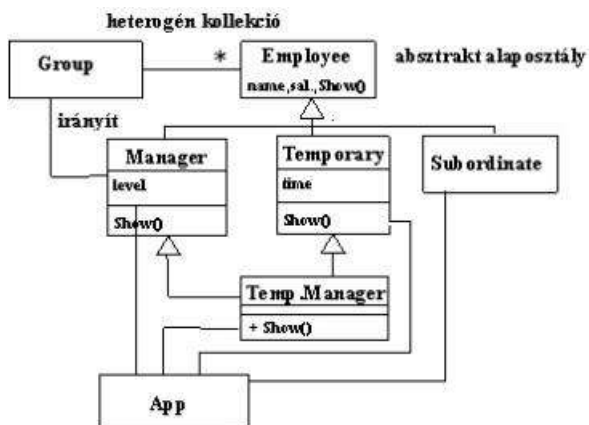 heterogén kollekció
Group
*
Employee
absztrakt alaposztály
name,sal.,Show()
irányít
Manager
Temporary
Subordinate
level
time
Show()
Show()
Temp.Manager
+ Show()
App